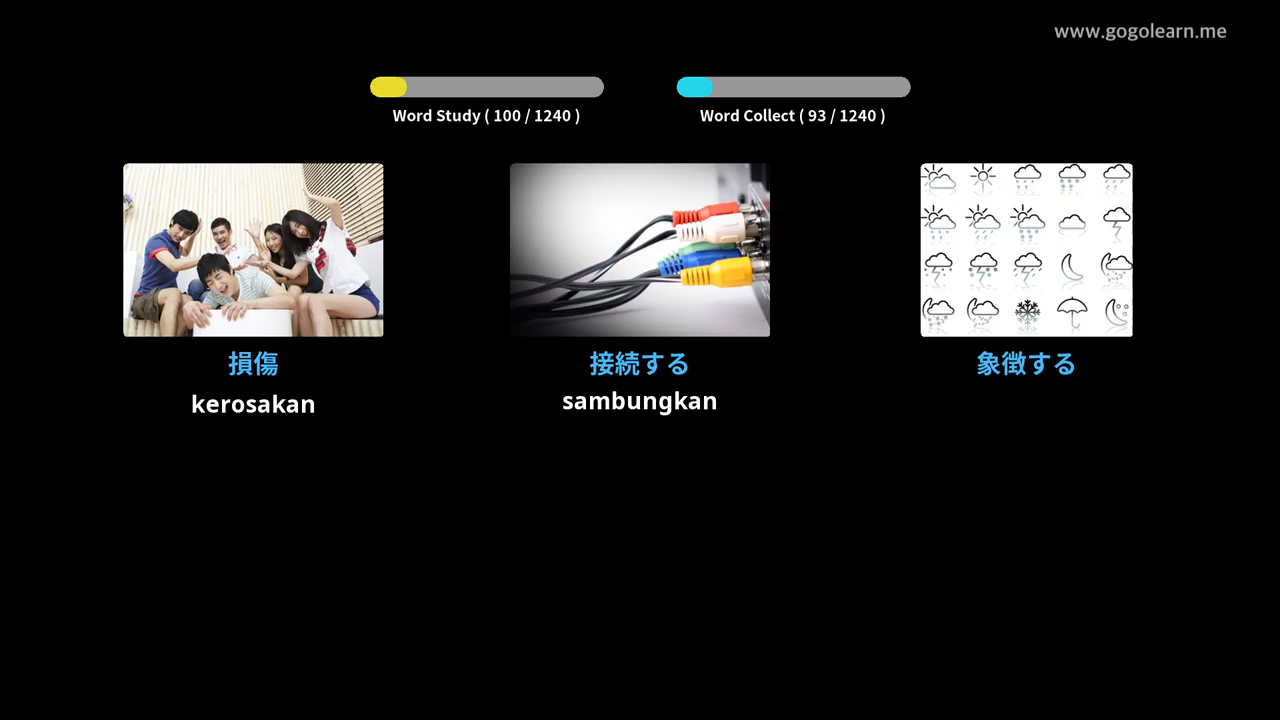 www.gogolearn.me
Word Study ( 100 / 1240 )
Word Collect ( 93 / 1240 )
損傷
接続する
象徴する
kerosakan
sambungkan